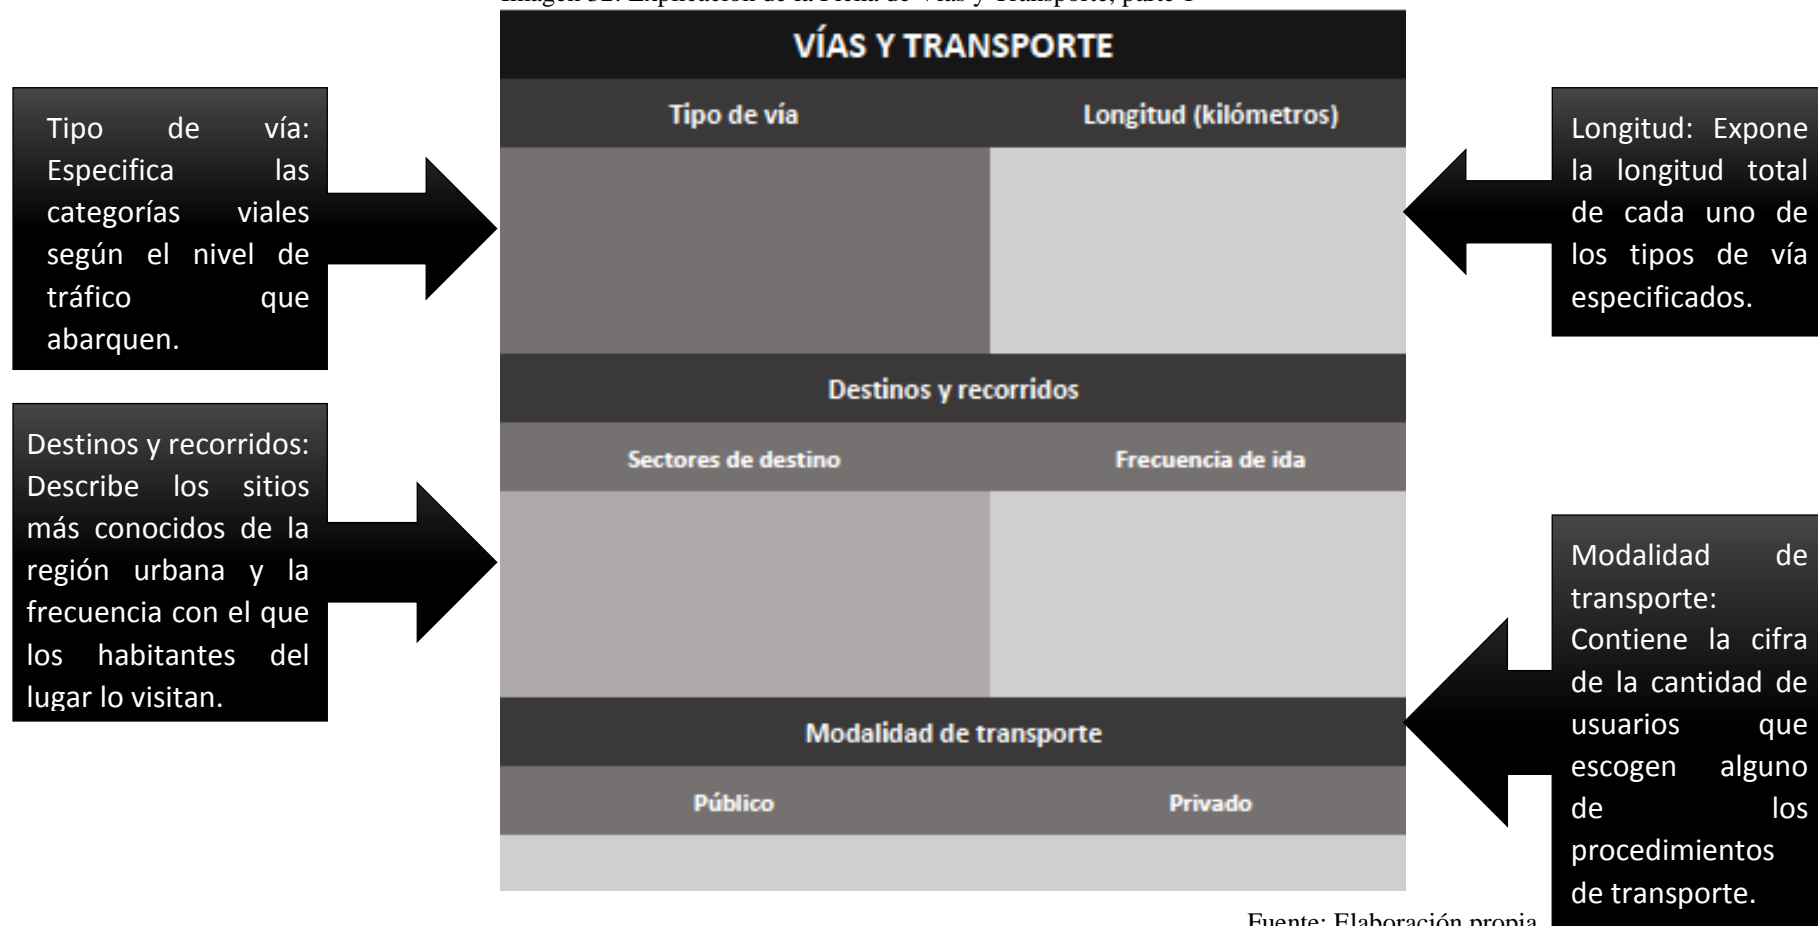 VÍAS Y TRANSPORTE
Tipo de vía
Longitud (kilómetros)
Tipo de vía:
Especifica las
categorías viales
según el nivel de
tráfico que
abarquen.
Longitud: Expone
la longitud total
de cada uno de
los tipos de vía
especificados.
Destinos y recorridos
Sectores de destino
Frecuencia de ida
Destinos y recorridos:
Describe los sitios
más conocidos de la
región urbana y la
frecuencia con el que
los habitantes del
lugar lo visitan.
Modalidad de transporte
Público
Privado
Modalidad de
transporte:
Contiene la cifra
de la cantidad de
usuarios que
escogen alguno
de los
procedimientos
de transporte.
Fuente: Elaboración propia